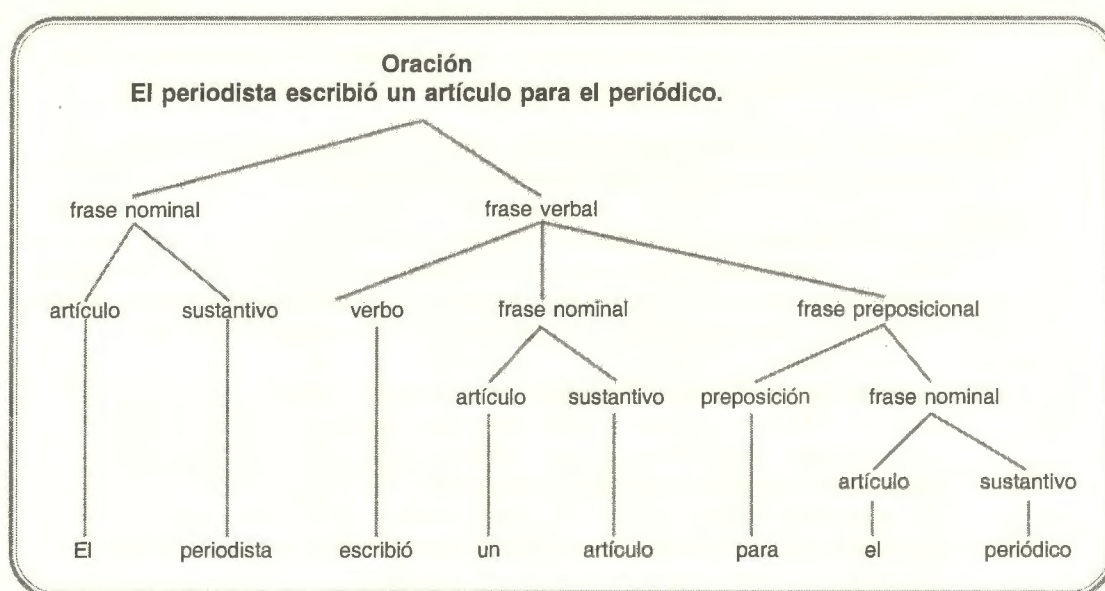 Oración
El periodista escribió un artículo para el periódico.
frase nominal frase verbal
artículo sustantivo verbo frase nominal frase preposicional
artículo sustantivo preposición frase nominal
artículo sustantivo
El periodista escribió un artículo para el periódico